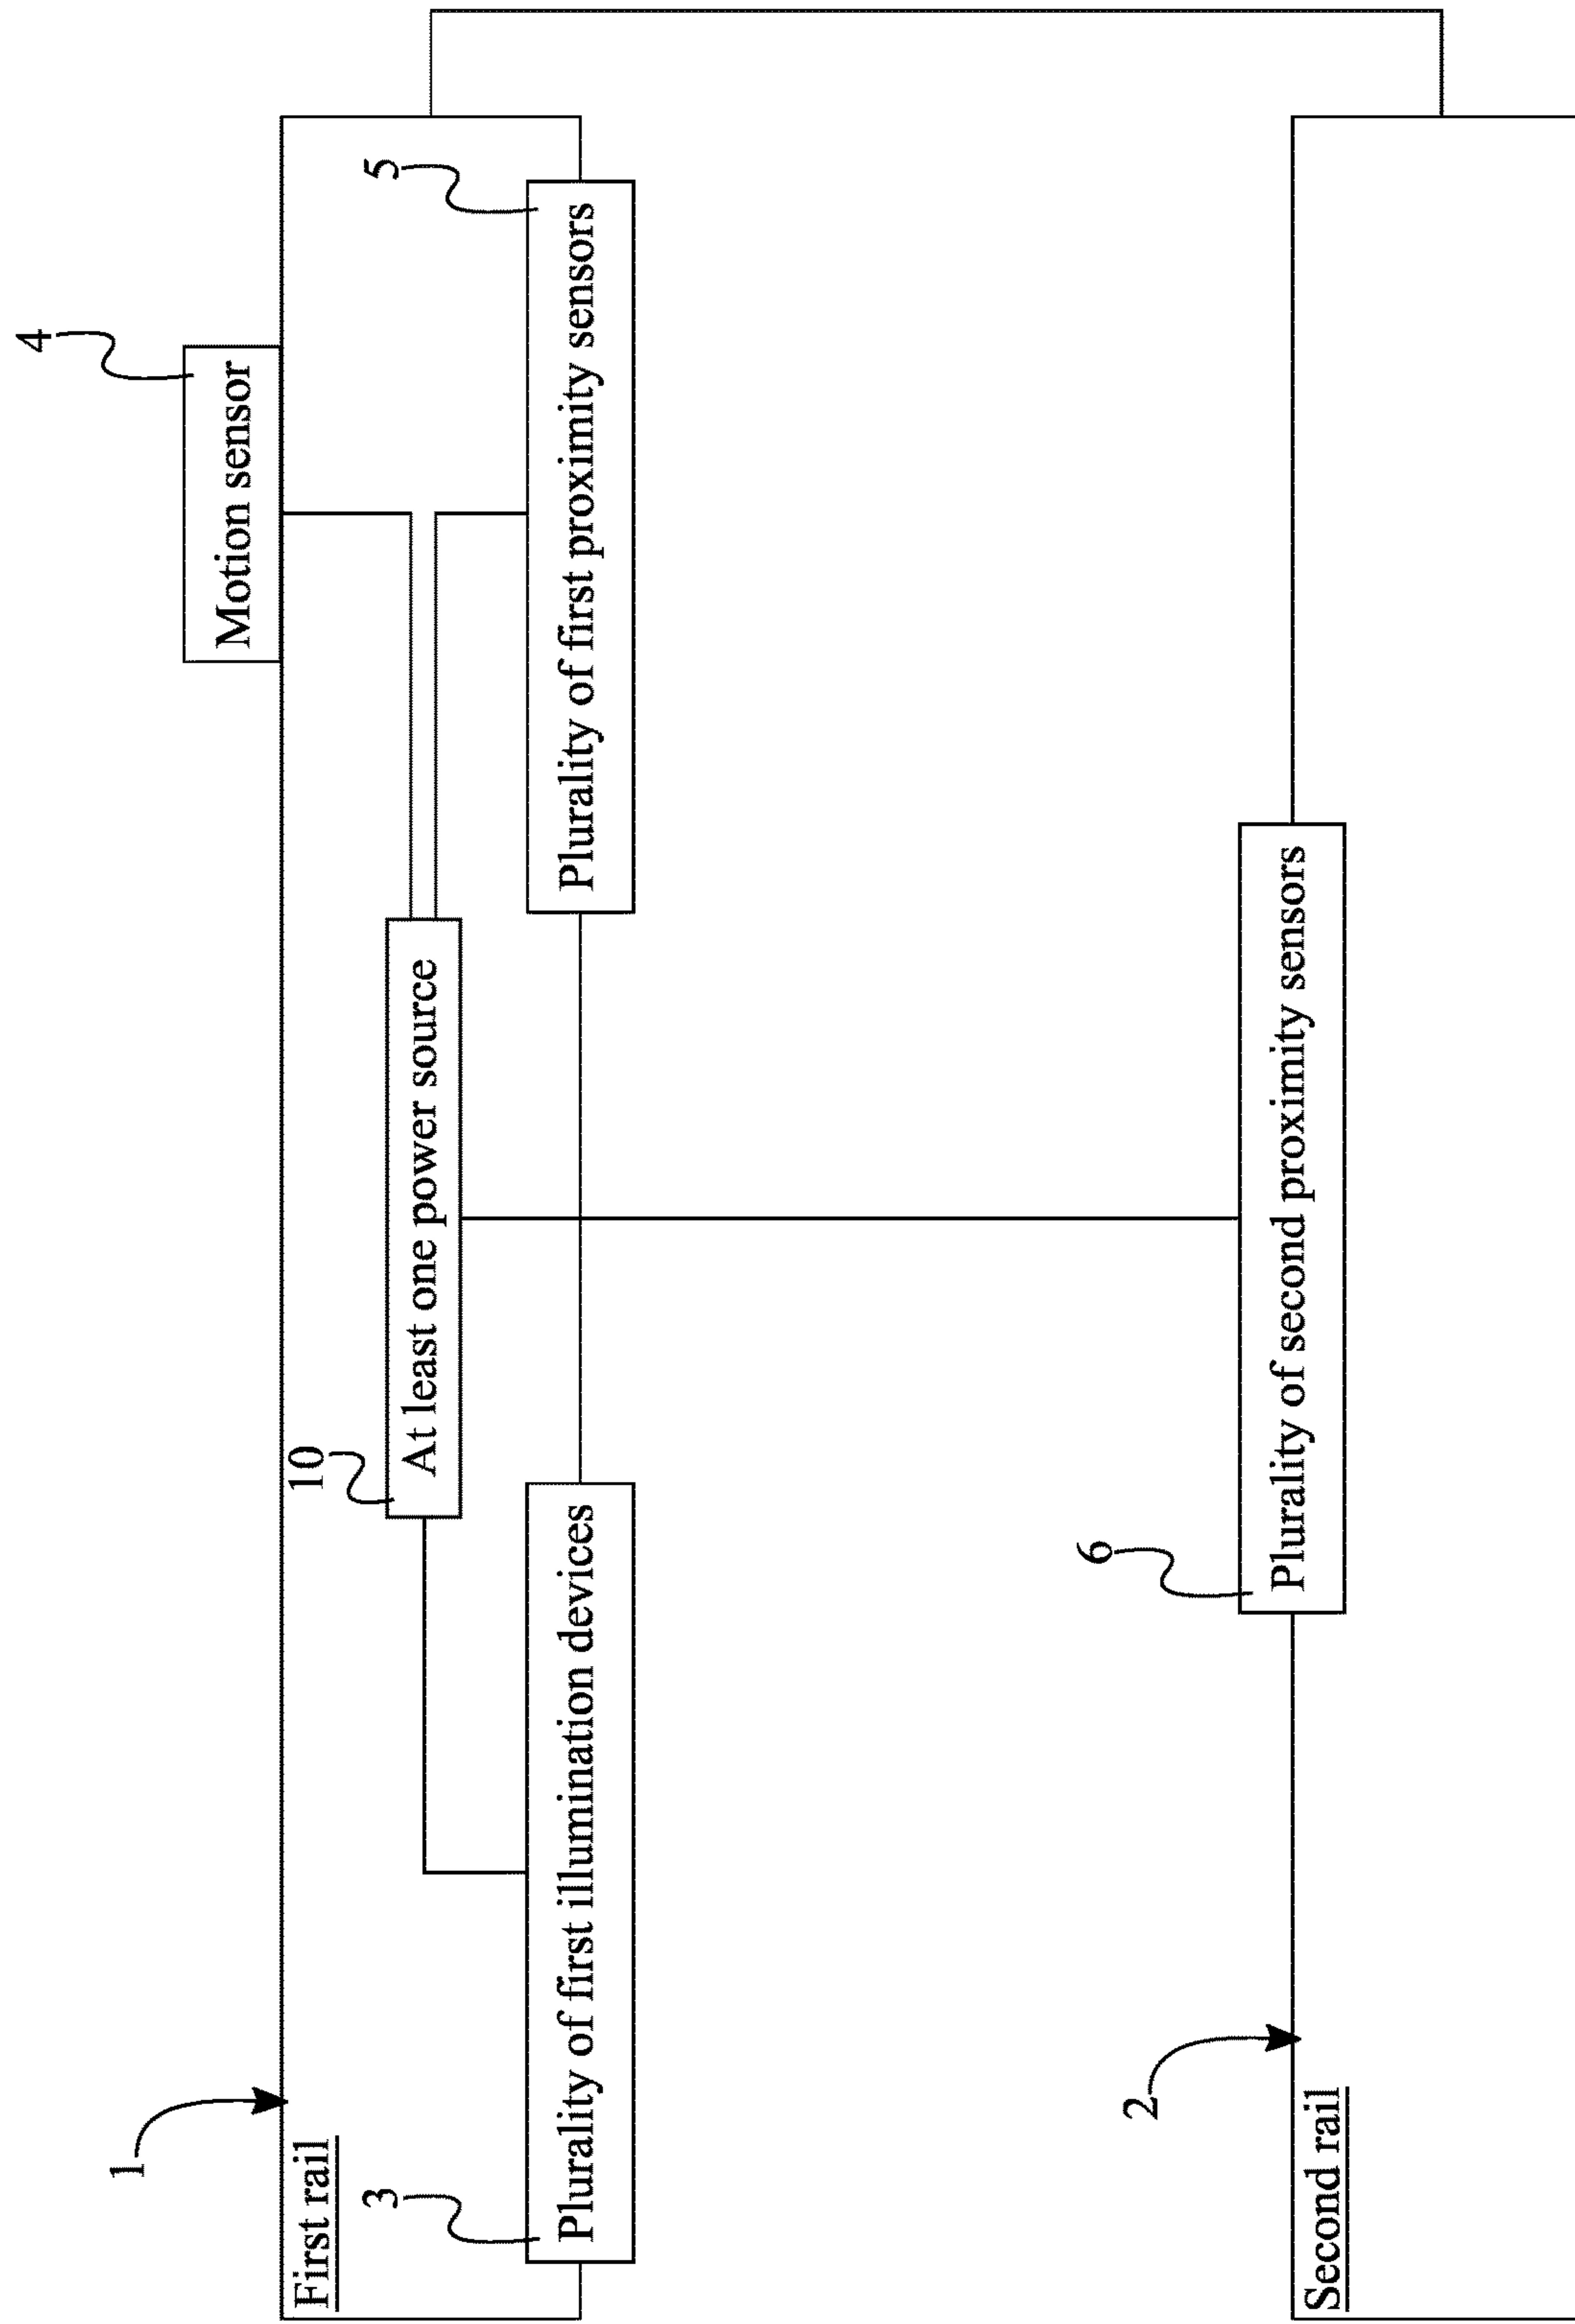 4
Motion sensor
1
First rail
10
At least one power source
3
Plurality of first illumination devices
5
Plurality of first proximity sensors
6
Plurality of second proximity sensors
2
Second rail